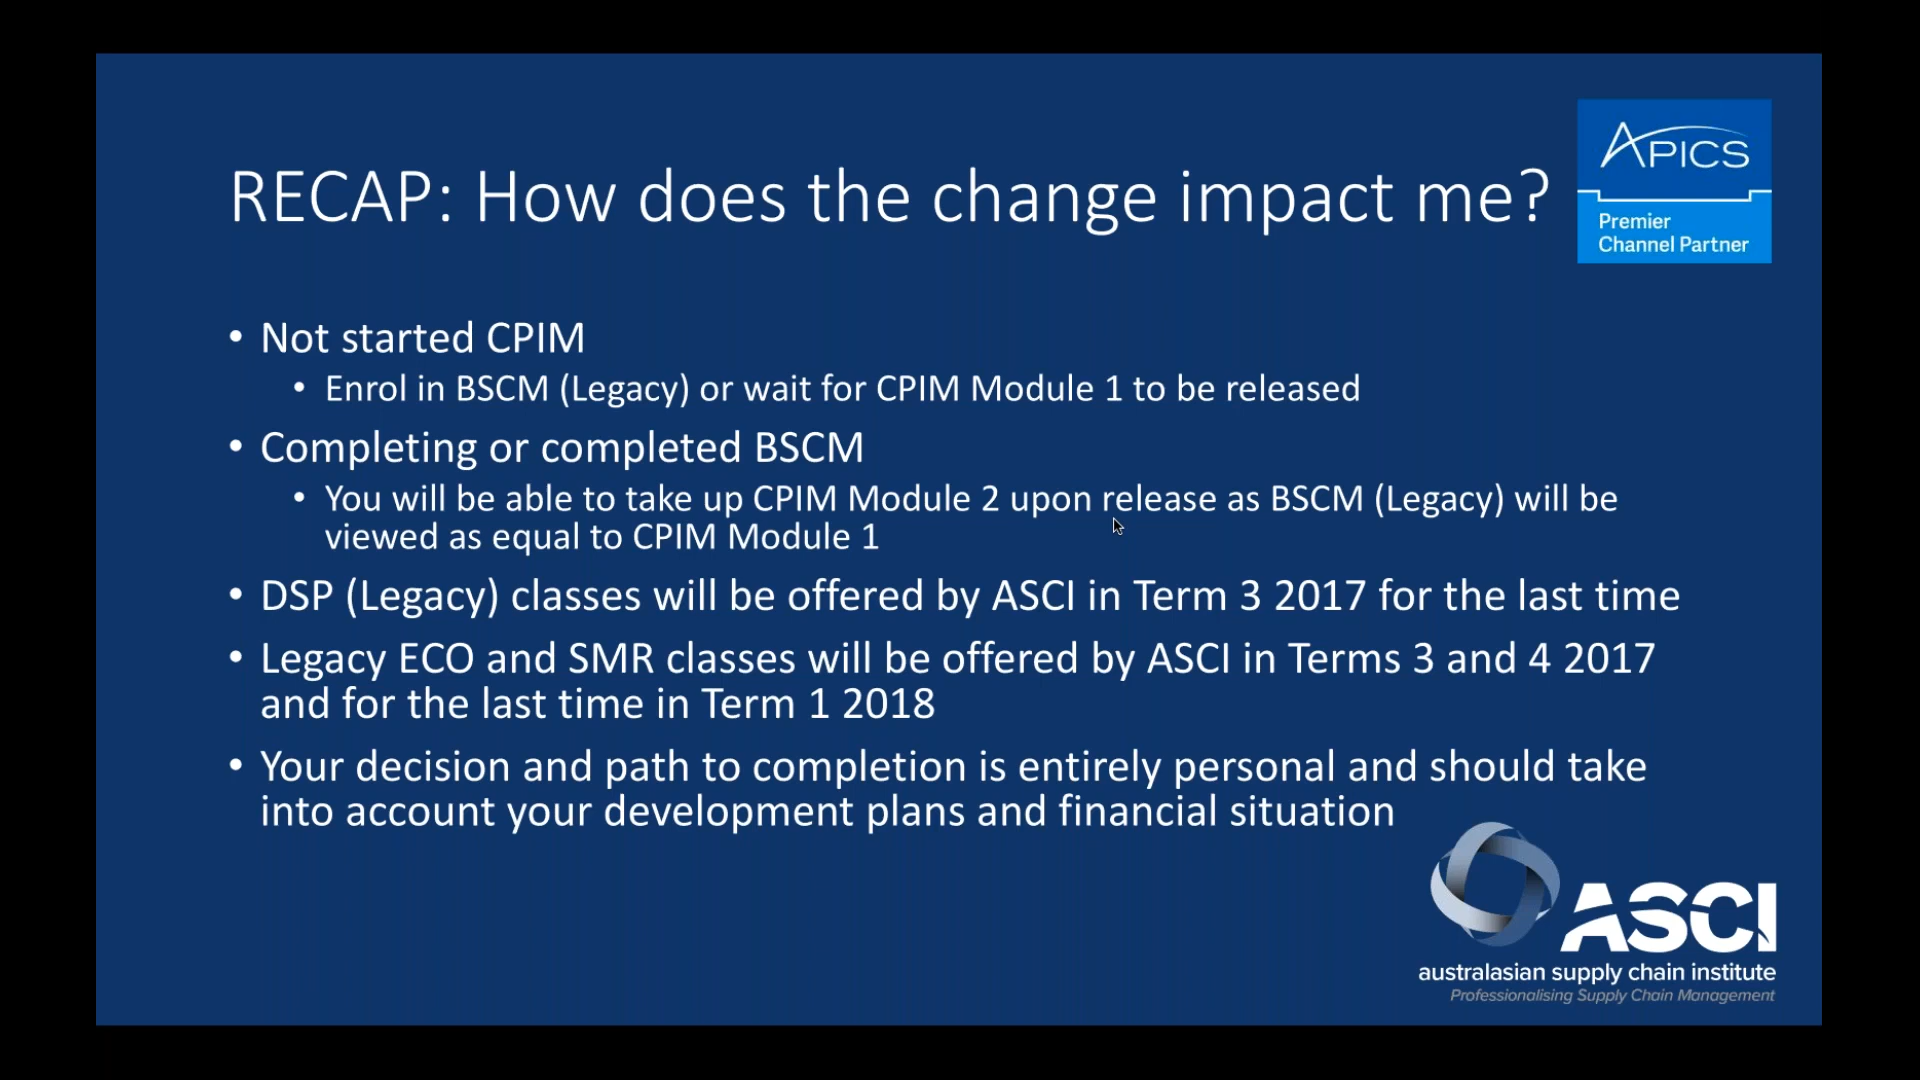 APICS
RECAP: How does the change impact me?
Premier
Channel Partner
• Not started CPIM
• Enrol in BSCM (Legacy) or wait for CPIM Module 1 to be released
• Completing or completed BSCM
• You will be able to take up CPIM Module 2 upon release as BSCM (Legacy) will be
viewed as equal to CPIM Module 1
• DSP (Legacy) classes will be offered by ASCI in Term 3 2017 for the last time
• Legacy ECO and SMR classes will be offered by ASCI in Terms 3 and 4 2017
and for the last time in Term 1 2018
• Your decision and path to completion is entirely personal and should take
into account your development plans and financial situation
ASCI
australasian supply chain institute
Professionalising Supply Chain Management